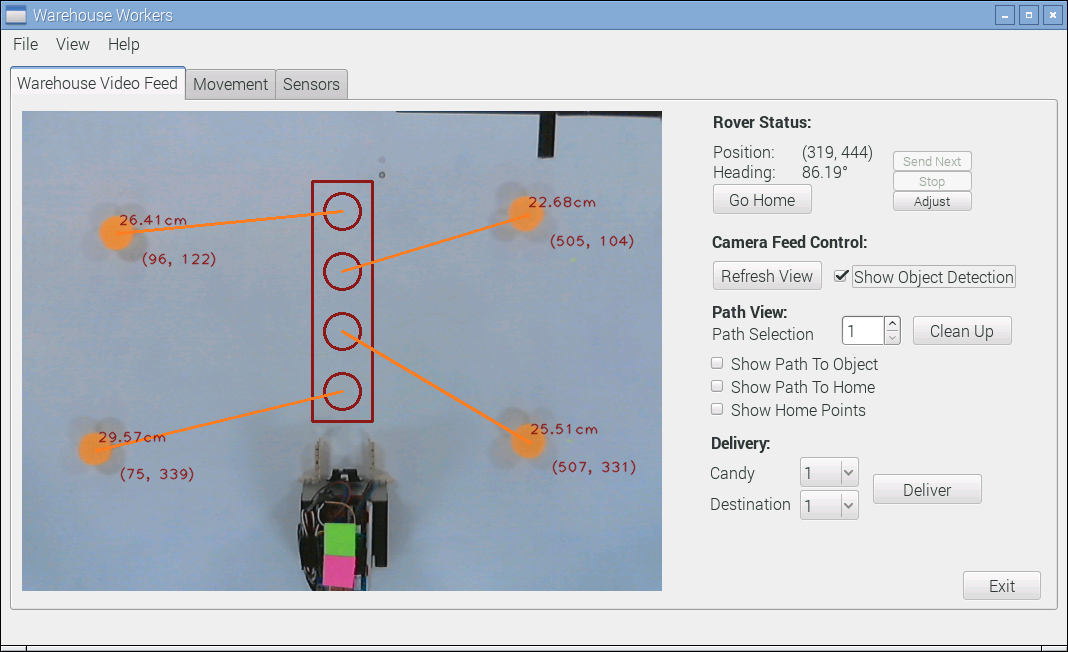 Warehouse Workers
File View Help
Warehouse Video Feed Movement Sensors
26.41cm
(96, 122)
22.68cm
(505, 104)
29.57cm
(75, 339)
25.51cm
(507, 331)
Rover Status:
Position: (319, 444)
Heading: 86.19°
Go Home
Send Next
Stop
Adjust
Camera Feed Control:
Refresh View Show Object Detection
Path View:
Path Selection 1 Clean Up
Show Path To Object
Show Path To Home
Show Home Points
Delivery:
Candy 1
Destination 1
Deliver
Exit